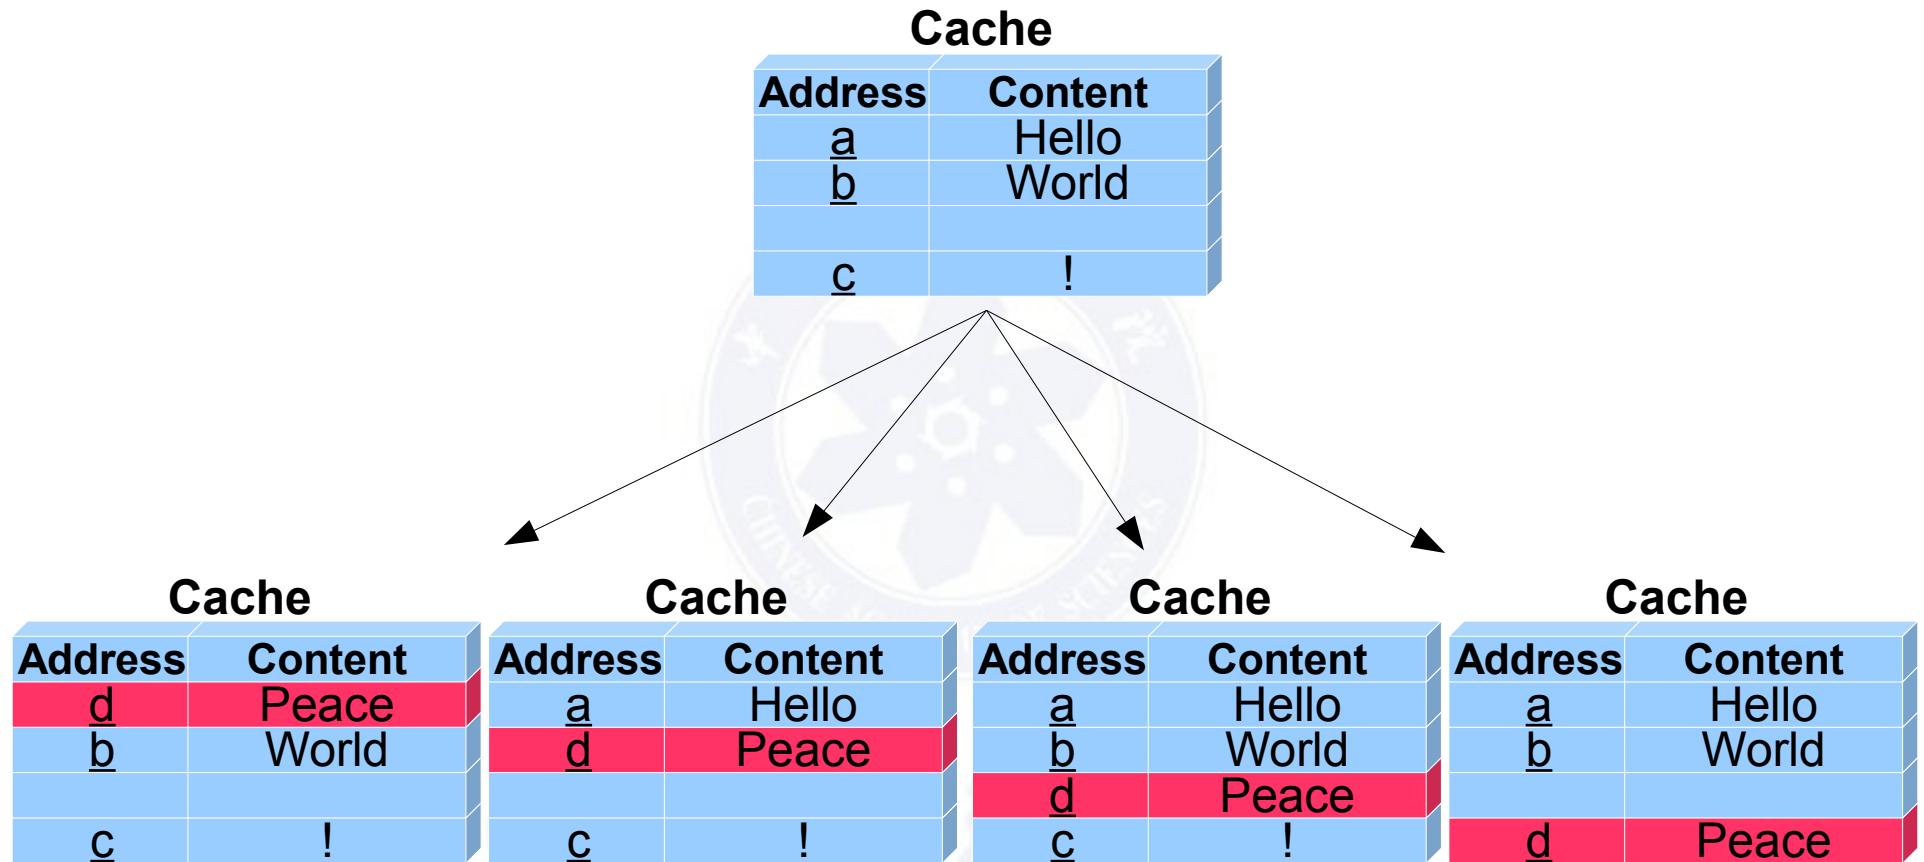 Cache
Address Content
a Hello
b World
c !
Cache Cache Cache Cache
Address Content Address Content Address Content Address Content
d Peace a Hello a Hello a Hello
b World d Peace b World b World
d Peace
c ! c ! c ! d Peace
CHINESE